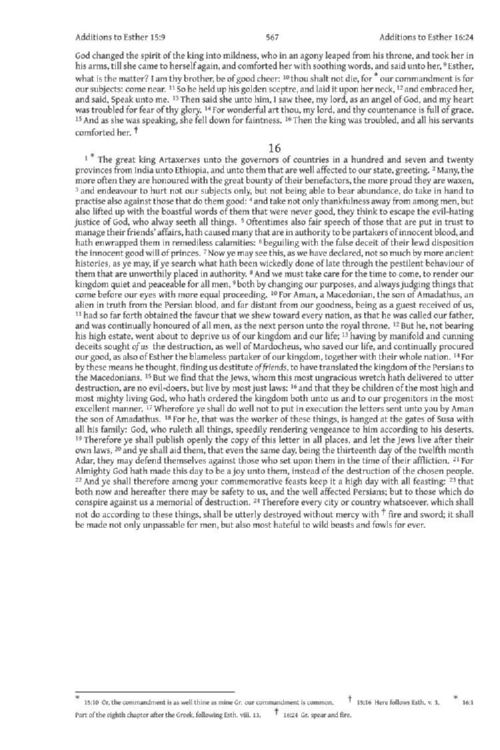 Additions to Esther 15:9 567 Additions to Esther 16:24
God changed the spirit of the king into mildness, who in an agony leaped from his throne, and took her in
his arms, till she came to herself again, and comforted her with soothing words, and said unto her, ⁹ Esther,
what is the matter? I am thy brother, be of good cheer: ¹⁰ thou shalt not die, for * our commandment is for
our subjects: come near. ¹¹ So he held up his golden sceptre, and laid it upon her neck, ¹² and embraced her,
and said, Speak unto me. ¹³ Then said she unto him, I saw thee, my lord, as an angel of God, and my heart
was troubled for fear of thy glory. ¹⁴ For wonderful art thou, my lord, and thy countenance is full of grace.
¹⁵ And as she was speaking, she fell down for faintness. ¹⁶ Then the king was troubled, and all his servants
comforted her. †
16
¹ * The great king Artaxerxes unto the governors of countries in a hundred and seven and twenty
provinces from India unto Ethiopia, and unto them that are well affected to our state, greeting. ² Many, the
more often they are honoured with the great bounty of their benefactors, the more proud they are waxen,
³ and endeavour to hurt not our subjects only, but not being able to bear abundance, do take in hand to
practise also against those that do them good: ⁴ and take not only thankfulness away from among men, but
also lifted up with the boastful words of them that were never good, they think to escape the evil-hating
justice of God, who alway seeth all things. ⁵ Oftentimes also fair speech of those that are put in trust to
manage their friends' affairs, hath caused many that are in authority to be partakers of innocent blood, and
hath enwrapped them in remediless calamities: ⁶ beguiling with the false deceit of their lewd disposition
the innocent good will of princes. ⁷ Now ye may see this, as we have declared, not so much by more ancient
histories, as ye may, if ye search what hath been wickedly done of late through the pestilent behaviour of
them that are unworthily placed in authority. ⁸ And we must take care for the time to come, to render our
kingdom quiet and peaceable for all men, ⁹ both by changing our purposes, and always judging things that
come before our eyes with more equal proceeding. ¹⁰ For Aman, a Macedonian, the son of Amadathus, an
alien in truth from the Persian blood, and far distant from our goodness, being as a guest received of us,
¹¹ had so far forth obtained the favour that we shew toward every nation, as that he was called our father,
and was continually honoured of all men, as the next person unto the royal throne. ¹² But he, not bearing
his high estate, went about to deprive us of our kingdom and our life; ¹³ having by manifold and cunning
deceits sought of us the destruction, as well of Mardocheus, who saved our life, and continually procured
our good, as also of Esther the blameless partaker of our kingdom, together with their whole nation. ¹⁴ For
by these means he thought, finding us destitute of friends, to have translated the kingdom of the Persians to
the Macedonians. ¹⁵ But we find that the Jews, whom this most ungracious wretch hath delivered to utter
destruction, are no evil-doers, but live by most just laws: ¹⁶ and that they be children of the most high and
most mighty living God, who hath ordered the kingdom both unto us and to our progenitors in the most
excellent manner. ¹⁷ Wherefore ye shall do well not to put in execution the letters sent unto you by Aman
the son of Amadathus. ¹⁸ For he, that was the worker of these things, is hanged at the gates of Susa with
all his family: God, who ruleth all things, speedily rendering vengeance to him according to his deserts.
¹⁹ Therefore ye shall publish openly the copy of this letter in all places, and let the Jews live after their
own laws, ²⁰ and ye shall aid them, that even the same day, being the thirteenth day of the twelfth month
Adar, they may defend themselves against those who set upon them in the time of their affliction. ²¹ For
Almighty God hath made this day be a joy unto them, instead of the destruction of the chosen people.
²² And ye shall therefore among your commemorative feasts keep it a high day with all feasting: ²³ that
both now and hereafter there may be safety to us, and the well affected Persians; but to those which do
conspire against us a memorial of destruction. ²⁴ Therefore every city or country whatsoever, which shall
not do according to these things, shall be utterly destroyed without mercy with † fire and sword; it shall
be made not only unpassable for men, but also most hateful to wild beasts and fowls for ever.
* 15:10 Or, the commandment is as well thine as mine Gr. our commandment is common. † 15:16 Here follows Esth. v. 3. * 16:1
Part of the eighth chapter after the Greek, following Esth. viii. 13. † 16:24 Gr. spear and fire.